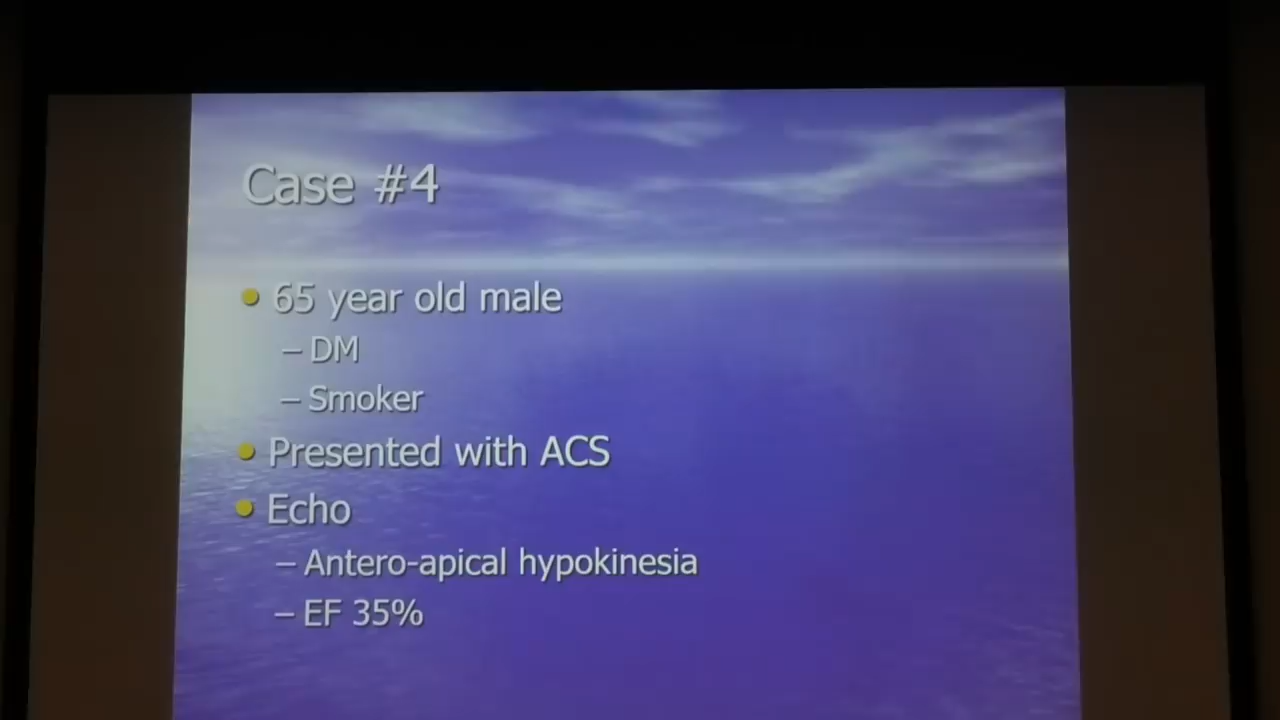 Case #4
65 year old male
– DM
– Smoker
Presented with ACS
Echo
– Antero-apical hypokinesia
– EF 35%